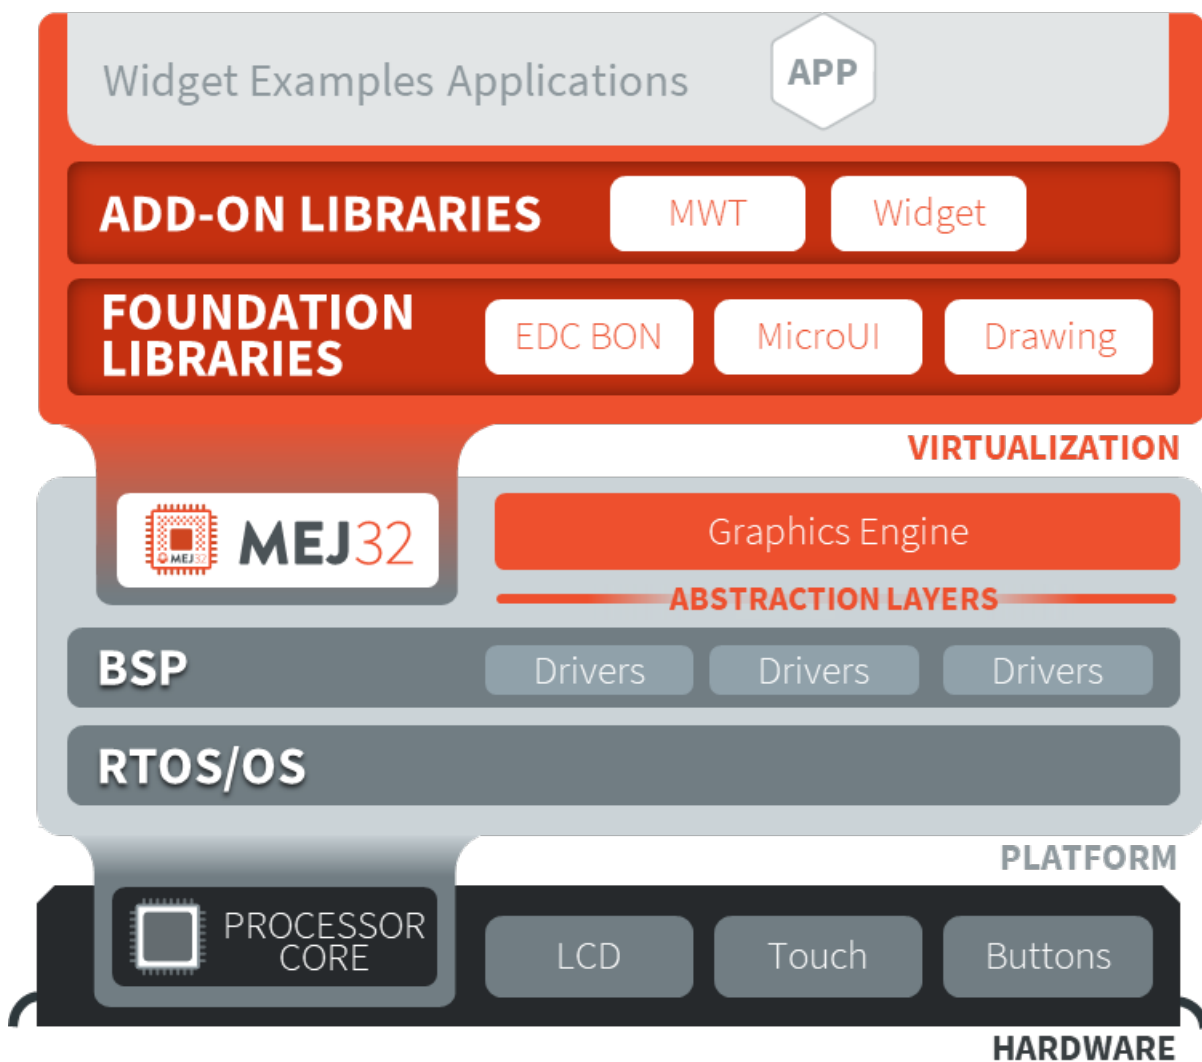 Widget Examples Applications
APP
ADD-ON LIBRARIES
MWT
Widget
FOUNDATION
LIBRARIES
EDC BON
MicroUI
Drawing
VIRTUALIZATION
MEJ32
MEJ32
Graphics Engine
ABSTRACTION LAYERS
BSP
Drivers
Drivers
Drivers
RTOS/OS
PLATFORM
PROCESSOR
CORE
LCD
Touch
Buttons
HARDWARE